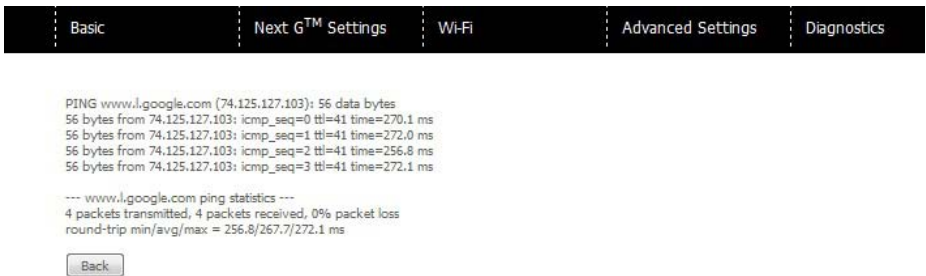 Basic Next G™ Settings Wi-Fi Advanced Settings Diagnostics
PING www.l.google.com (74.125.127.103): 56 data bytes
56 bytes from 74.125.127.103: icmp_seq=0 ttl=41 time=270.1 ms
56 bytes from 74.125.127.103: icmp_seq=1 ttl=41 time=272.0 ms
56 bytes from 74.125.127.103: icmp_seq=2 ttl=41 time=256.8 ms
56 bytes from 74.125.127.103: icmp_seq=3 ttl=41 time=272.1 ms
--- www.l.google.com ping statistics ---
4 packets transmitted, 4 packets received, 0% packet loss
round-trip min/avg/max = 256.8/267.7/272.1 ms
Back